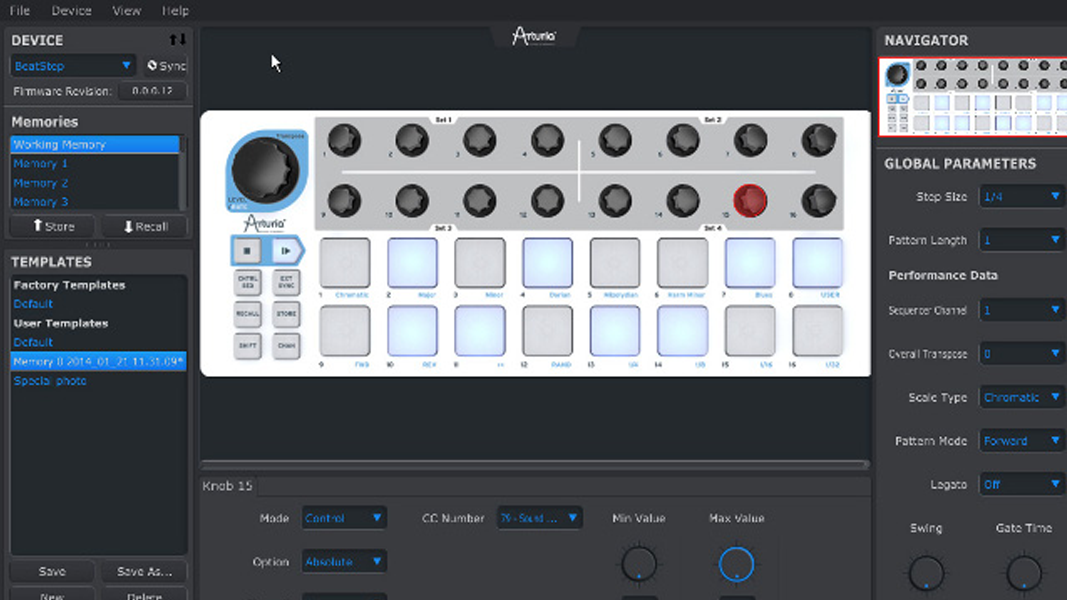 File Device View Help
DEVICE
BeatStep
Sync
Firmware Revision: 0.0.0.12
Memories
Working Memory
Memory 1
Memory 2
Memory 3
Store
Recall
TEMPLATES
Factory Templates
Default
User Templates
Default
Memory 0 2014_01_21 11.31.09*
Special photo
Save
Save As...
New
Delete
Arturia
Set 1
Set 2
Transpose
1 2 3 4 5 6 7 8
LEVEL
RATE
Arturia
9 10 11 12 13 14 15 16
Set 3
Set 4
CNTRL SEQ
EXT SYNC
1 Chromatic 2 Major 3 Minor 4 Dorian 5 Mixolydian 6 Harm Minor 7 Blues 8 USER
RECALL
STORE
SHIFT
CHAN
9 FWD 10 REV 11 12 RAND 13 1/4 14 1/8 15 1/16 16 1/32
Knob 15
Mode Control
CC Number 79 - Sound ...
Min Value
Max Value
Option Absolute
NAVIGATOR
GLOBAL PARAMETERS
Step Size 1/4
Pattern Length 1
Performance Data
Sequencer Channel 1
Overall Transpose 0
Scale Type Chromatic
Pattern Mode Forward
Legato Off
Swing
Gate Time